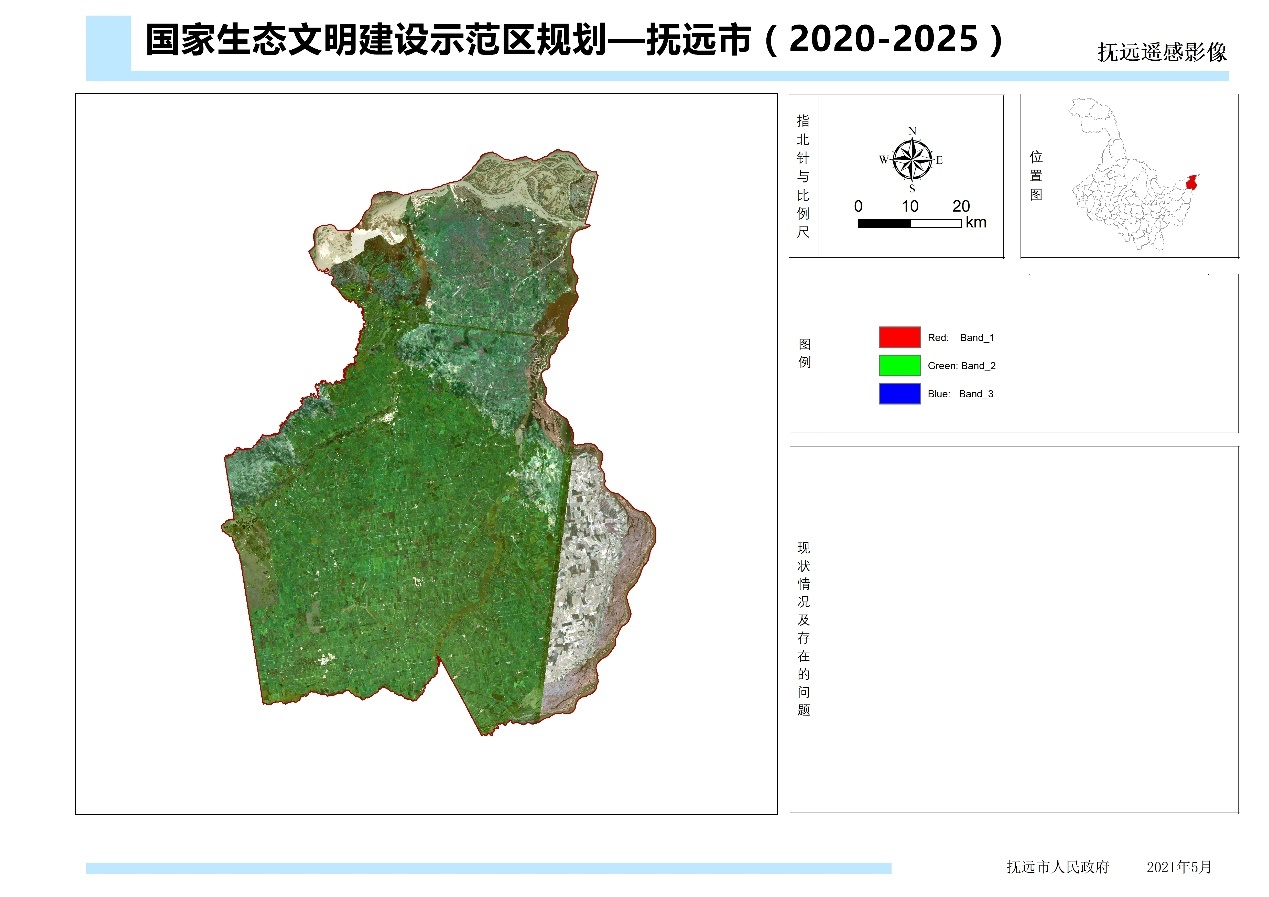 国家生态文明建设示范区规划—抚远市（2020-2025）
抚远遥感影像
指北针与比例尺
N
W
E
S
0 10 20
km
位置图
图例
Red: Band_1
Green: Band_2
Blue: Band_3
现状情况及存在的问题
抚远市人民政府 2021年5月